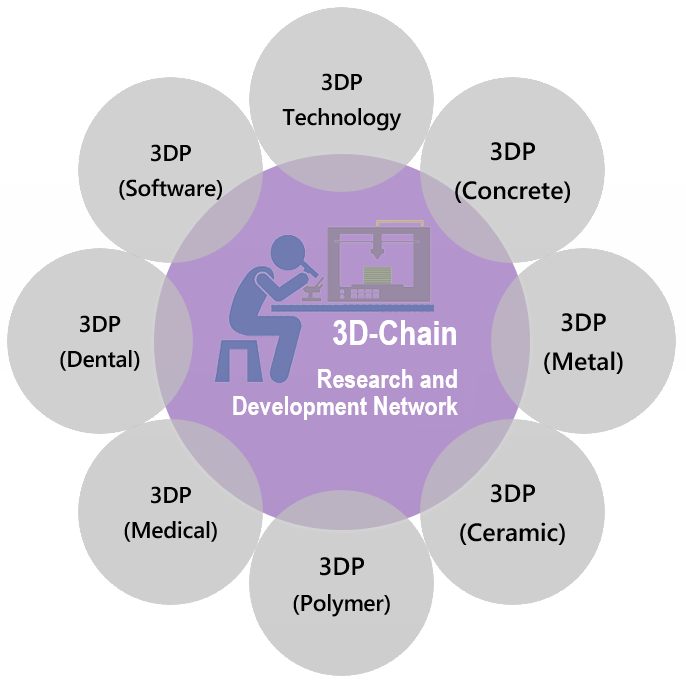 3DP
Technology
3DP
(Concrete)
3DP
(Metal)
3DP
(Ceramic)
3DP
(Polymer)
3DP
(Medical)
3DP
(Dental)
3DP
(Software)
3D-Chain
Research and
Development Network